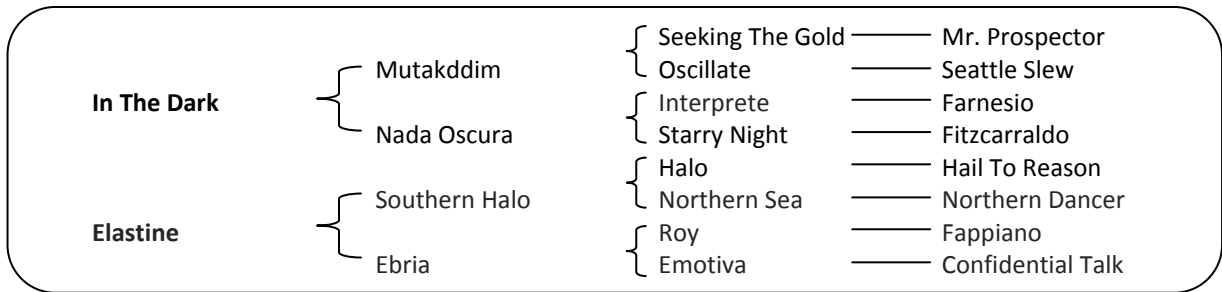 Seeking The Gold Mr. Prospector
Mutakddim
Oscillate Seattle Slew
In The Dark
Interprete Farnesio
Nada Oscura
Starry Night Fitzcarraldo
Halo Hail To Reason
Southern Halo
Northern Sea Northern Dancer
Elastine
Roy Fappiano
Ebria
Emotiva Confidential Talk